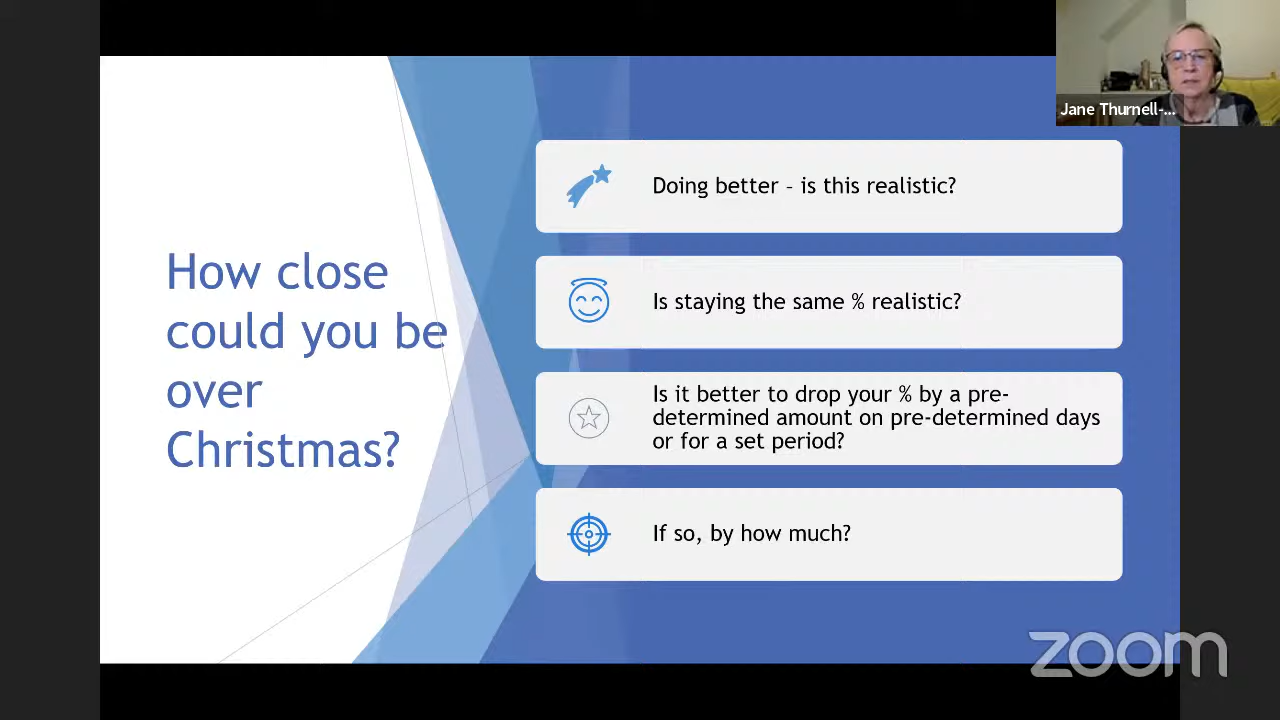 Jane Thurnell-...
How close
could you be
over
Christmas?
Doing better – is this realistic?
Is staying the same % realistic?
Is it better to drop your % by a pre-
determined amount on pre-determined days
or for a set period?
If so, by how much?
zoom